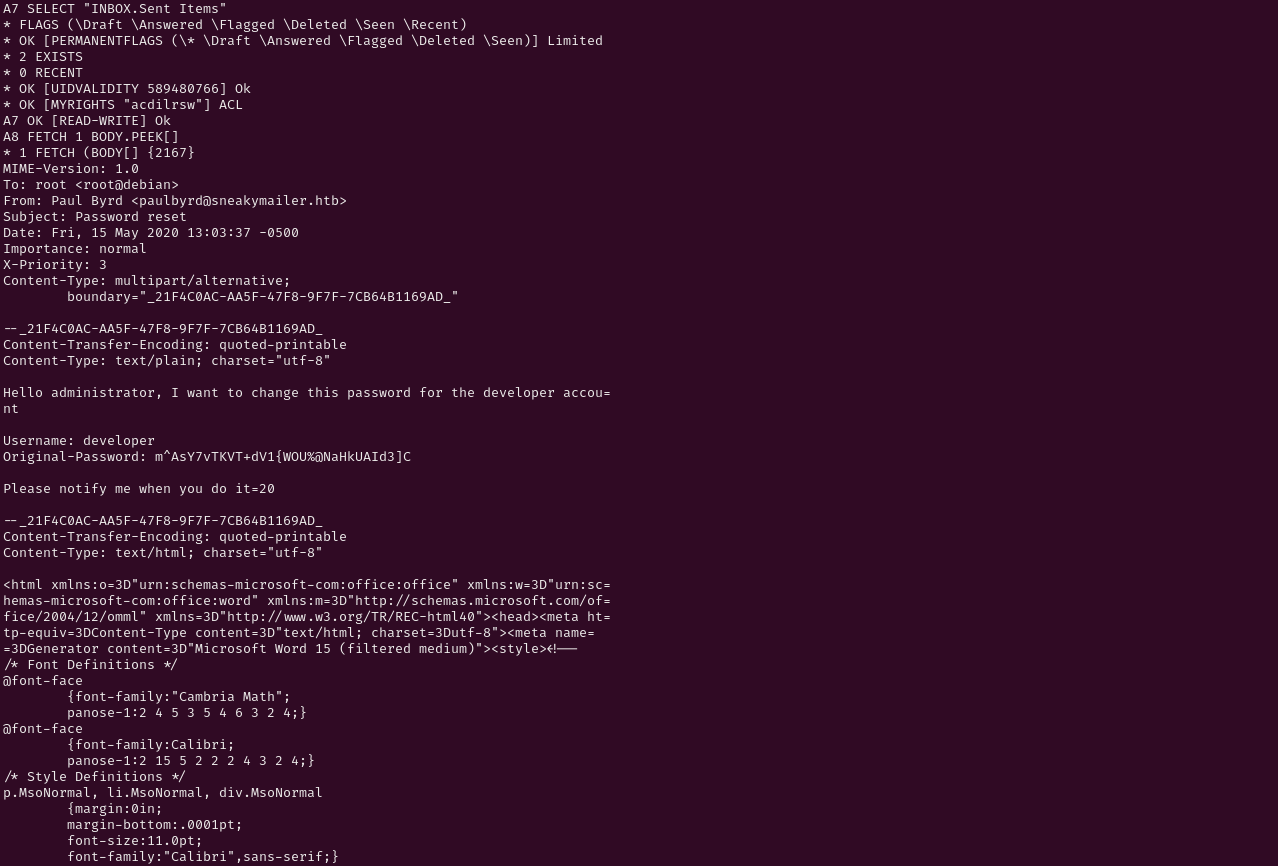 A7 SELECT "INBOX.Sent Items"
* FLAGS (\Draft \Answered \Flagged \Deleted \Seen \Recent)
* OK [PERMANENTFLAGS (\* \Draft \Answered \Flagged \Deleted \Seen)] Limited
* 2 EXISTS
* 0 RECENT
* OK [UIDVALIDITY 589480766] Ok
* OK [MYRIGHTS "acdilrsw"] ACL
A7 OK [READ-WRITE] Ok
A8 FETCH 1 BODY.PEEK[]
* 1 FETCH (BODY[] {2167}
MIME-Version: 1.0
To: root <root@debian>
From: Paul Byrd <paulbyrd@sneakymailer.htb>
Subject: Password reset
Date: Fri, 15 May 2020 13:03:37 -0500
Importance: normal
X-Priority: 3
Content-Type: multipart/alternative;
        boundary="_21F4C0AC-AA5F-47F8-9F7F-7CB64B1169AD_"

--_21F4C0AC-AA5F-47F8-9F7F-7CB64B1169AD_
Content-Transfer-Encoding: quoted-printable
Content-Type: text/plain; charset="utf-8"

Hello administrator, I want to change this password for the developer accou=
nt

Username: developer
Original-Password: m^AsY7vTKVT+dV1{WOU%@NaHkUAId3]C

Please notify me when you do it=20

--_21F4C0AC-AA5F-47F8-9F7F-7CB64B1169AD_
Content-Transfer-Encoding: quoted-printable
Content-Type: text/html; charset="utf-8"

<html xmlns:o=3D"urn:schemas-microsoft-com:office:office" xmlns:w=3D"urn:sc=
hemas-microsoft-com:office:word" xmlns:m=3D"http://schemas.microsoft.com/of=
fice/2004/12/omml" xmlns=3D"http://www.w3.org/TR/REC-html40"><head><meta ht=
tp-equiv=3DContent-Type content=3D"text/html; charset=3Dutf-8"><meta name=
=3DGenerator content=3D"Microsoft Word 15 (filtered medium)"><style><!--
/* Font Definitions */
@font-face
        {font-family:"Cambria Math";
        panose-1:2 4 5 3 5 4 6 3 2 4;}
@font-face
        {font-family:Calibri;
        panose-1:2 15 5 2 2 2 4 3 2 4;}
/* Style Definitions */
p.MsoNormal, li.MsoNormal, div.MsoNormal
        {margin:0in;
        margin-bottom:.0001pt;
        font-size:11.0pt;
        font-family:"Calibri",sans-serif;}